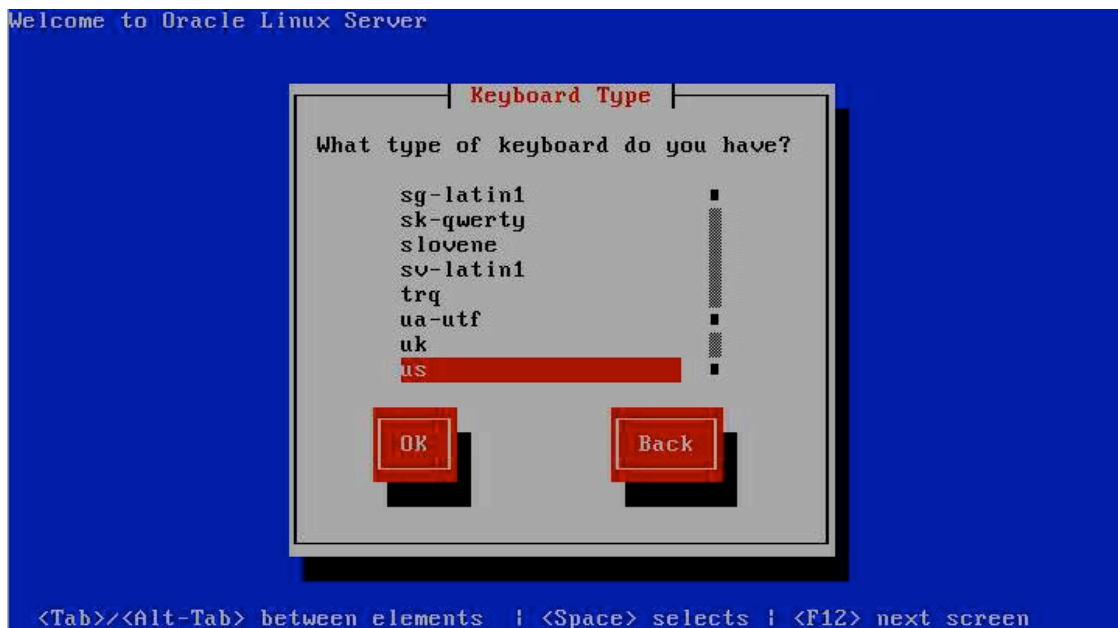 Welcome to Oracle Linux Server
Keyboard Type
What type of keyboard do you have?
sg-latin1
sk-qwerty
slovene
sv-latin1
trq
ua-utf
uk
us
OK Back
<Tab>/<Alt-Tab> between elements | <Space> selects | <F12> next screen